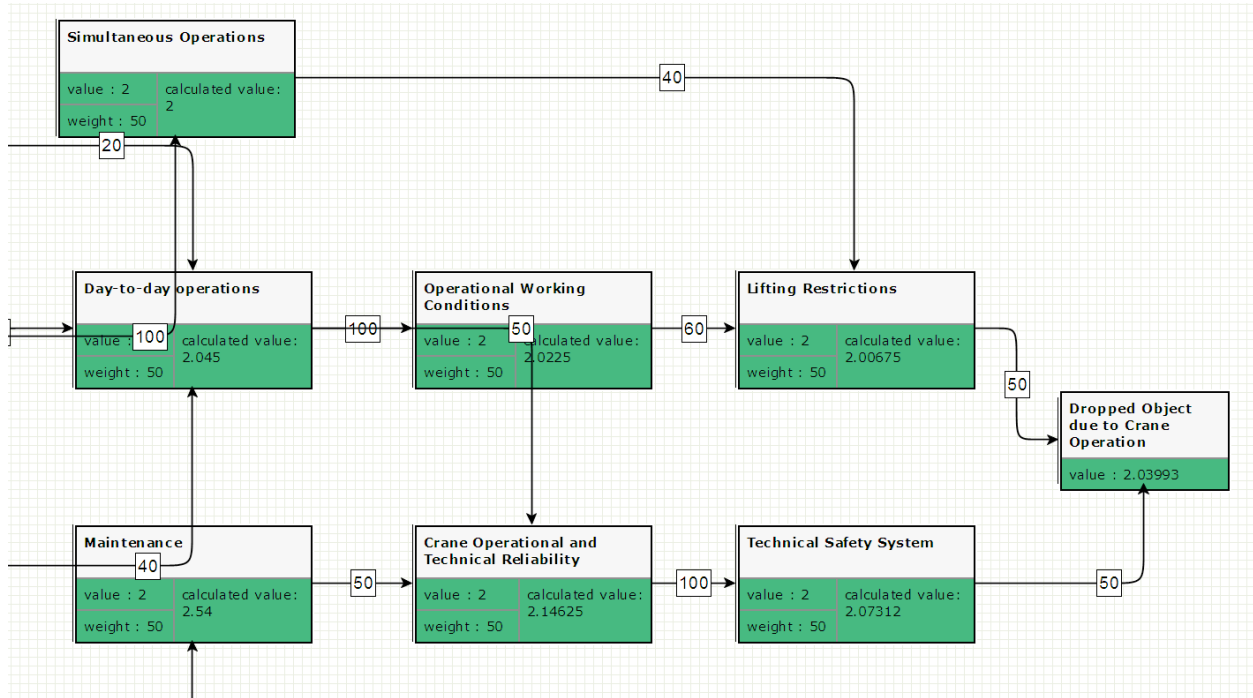 Simultaneous Operations
value : 2
calculated value:
2
weight : 50
40
20
Day-to-day operations
value :
100
calculated value:
2.045
weight : 50
100
Operational Working
Conditions
value : 2
50
calculated value:
2.0225
weight : 50
60
Lifting Restrictions
value : 2
calculated value:
2.00675
weight : 50
50
Dropped Object
due to Crane
Operation
value : 2.03993
Maintenance
40
value : 2
calculated value:
2.54
weight : 50
50
Crane Operational and
Technical Reliability
value : 2
calculated value:
2.14625
weight : 50
100
Technical Safety System
value : 2
calculated value:
2.07312
weight : 50
50